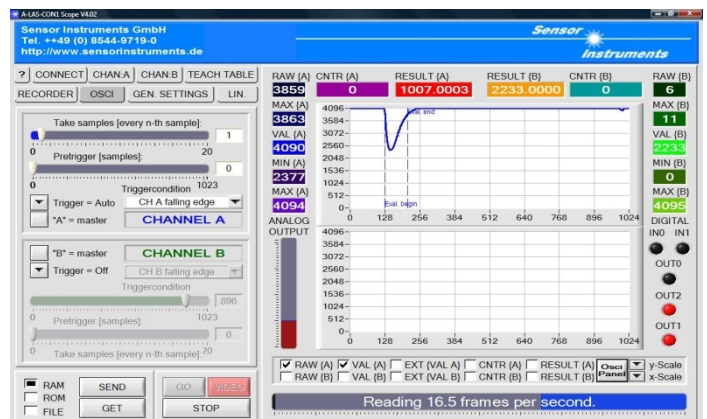 A-LAS-CON1 Scope V4.02
Sensor Instruments GmbH
Tel. ++49 (0) 8544-9719-0
http://www.sensorinstruments.de
Sensor
Instruments
? CONNECT CHAN:A CHAN:B TEACH TABLE
RECORDER OSCI GEN. SETTINGS LIN.
Take samples [every n-th sample]:
1
0 20
Pretrigger [samples]:
0
0 1023
Triggercondition
Trigger = Auto CH A falling edge
"A" = master CHANNEL A
"B" = master CHANNEL B
Trigger = Off CH B falling edge
Triggercondition
896
0 1023
Pretrigger [samples]:
0
0 Take samples [every n-th sample] 20
RAM
ROM
FILE
SEND GO VIDEO
GET STOP
RAW {A} CNTR {A} RESULT {A} RESULT {B} CNTR {B} RAW {B}
3859 0 1007.0003 2233.0000 0 6
MAX {A}
3863
VAL {A}
4090
MIN {A}
2377
MAX {A}
4094
ANALOG
OUTPUT
4096
3584
3072
2560
2048
1536
1024
512
0
Eval. end
Eval. begin
0 128 256 384 512 640 768 896 1024
4096
3584
3072
2560
2048
1536
1024
512
0
0 128 256 384 512 640 768 896 1024
MAX {B}
11
VAL {B}
2233
MIN {B}
0
MAX {B}
4095
DIGITAL
IN0 IN1
OUT0
OUT2
OUT1
RAW {A} VAL {A} EXT {VAL A} CNTR {A} RESULT {A} Osci Panel y-Scale
RAW {B} VAL {B} EXT {VAL B} CNTR {B} RESULT {B} x-Scale
Reading 16.5 frames per second.